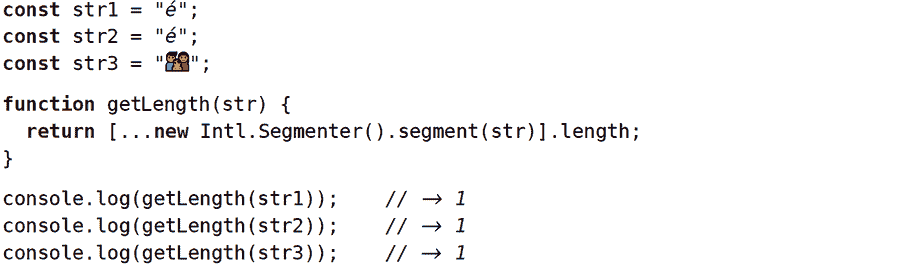 const str1 = "é";
const str2 = "é";
const str3 = "👨🏽‍👩🏽‍👧🏽";
function getLength(str) {
return [...new Intl.Segmenter().segment(str)].length;
}
console.log(getLength(str1)); // → 1
console.log(getLength(str2)); // → 1
console.log(getLength(str3)); // → 1